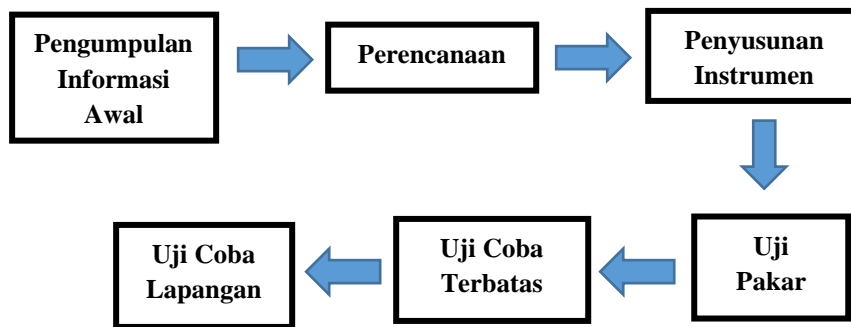 Pengumpulan
Informasi
Awal
Perencanaan
Penyusunan
Instrumen
Uji
Pakar
Uji Coba
Terbatas
Uji Coba
Lapangan